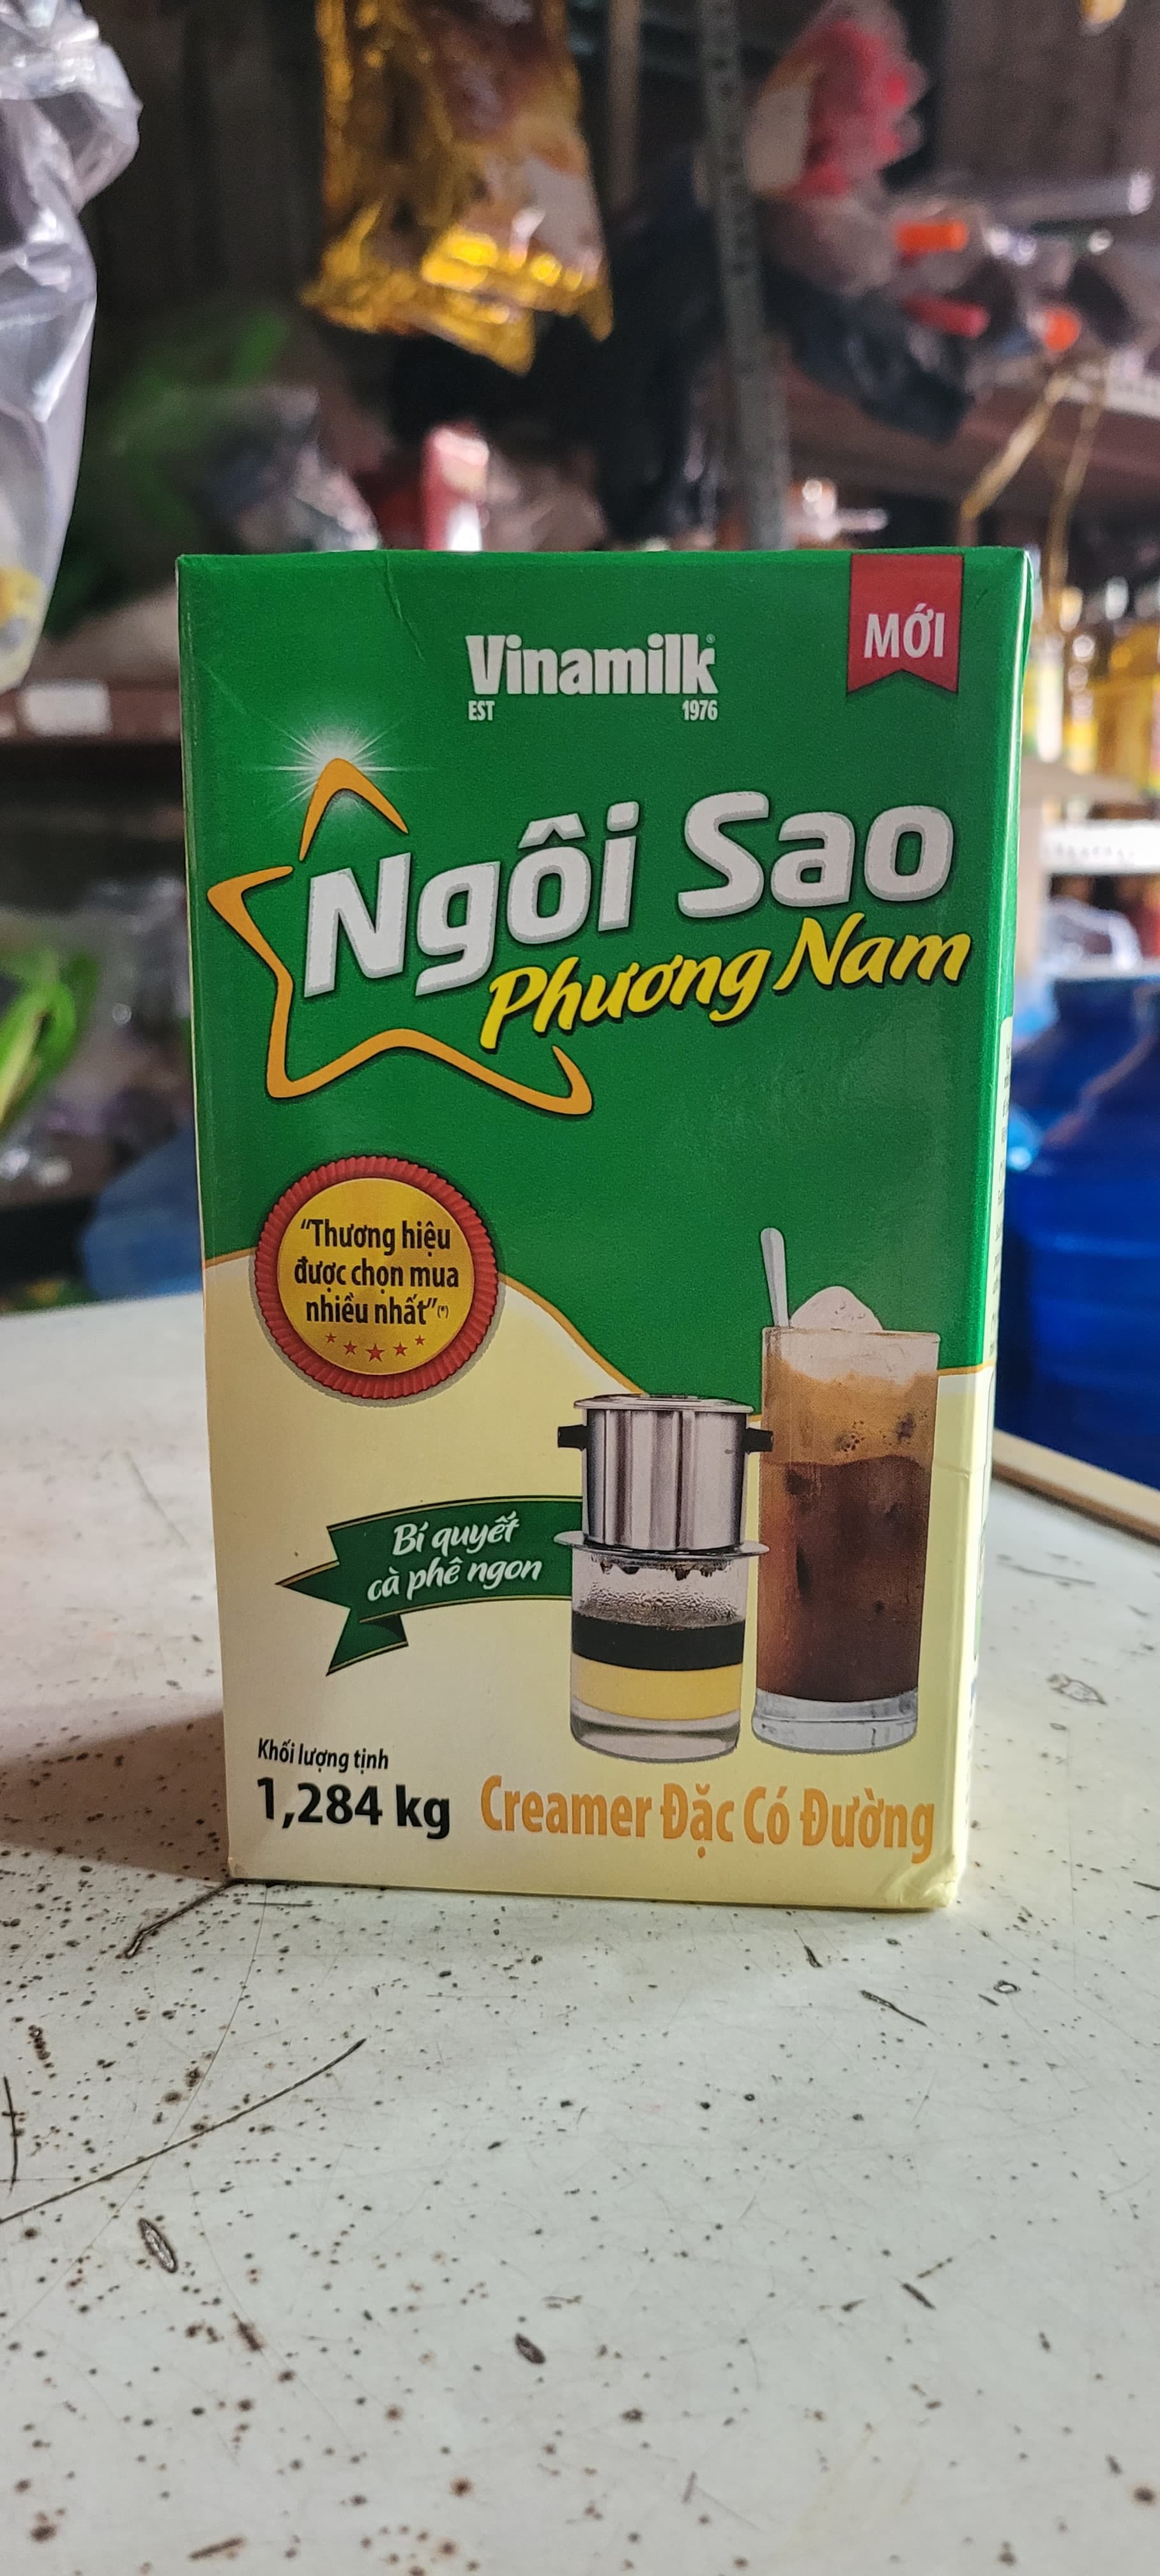 MỚI
Vinamilk
EST 1976
Ngôi Sao
Phương Nam
“Thương hiệu
được chọn mua
nhiều nhất”(*)
Bí quyết
cà phê ngon
Khối lượng tịnh
1,284 kg
Creamer Đặc Có Đường